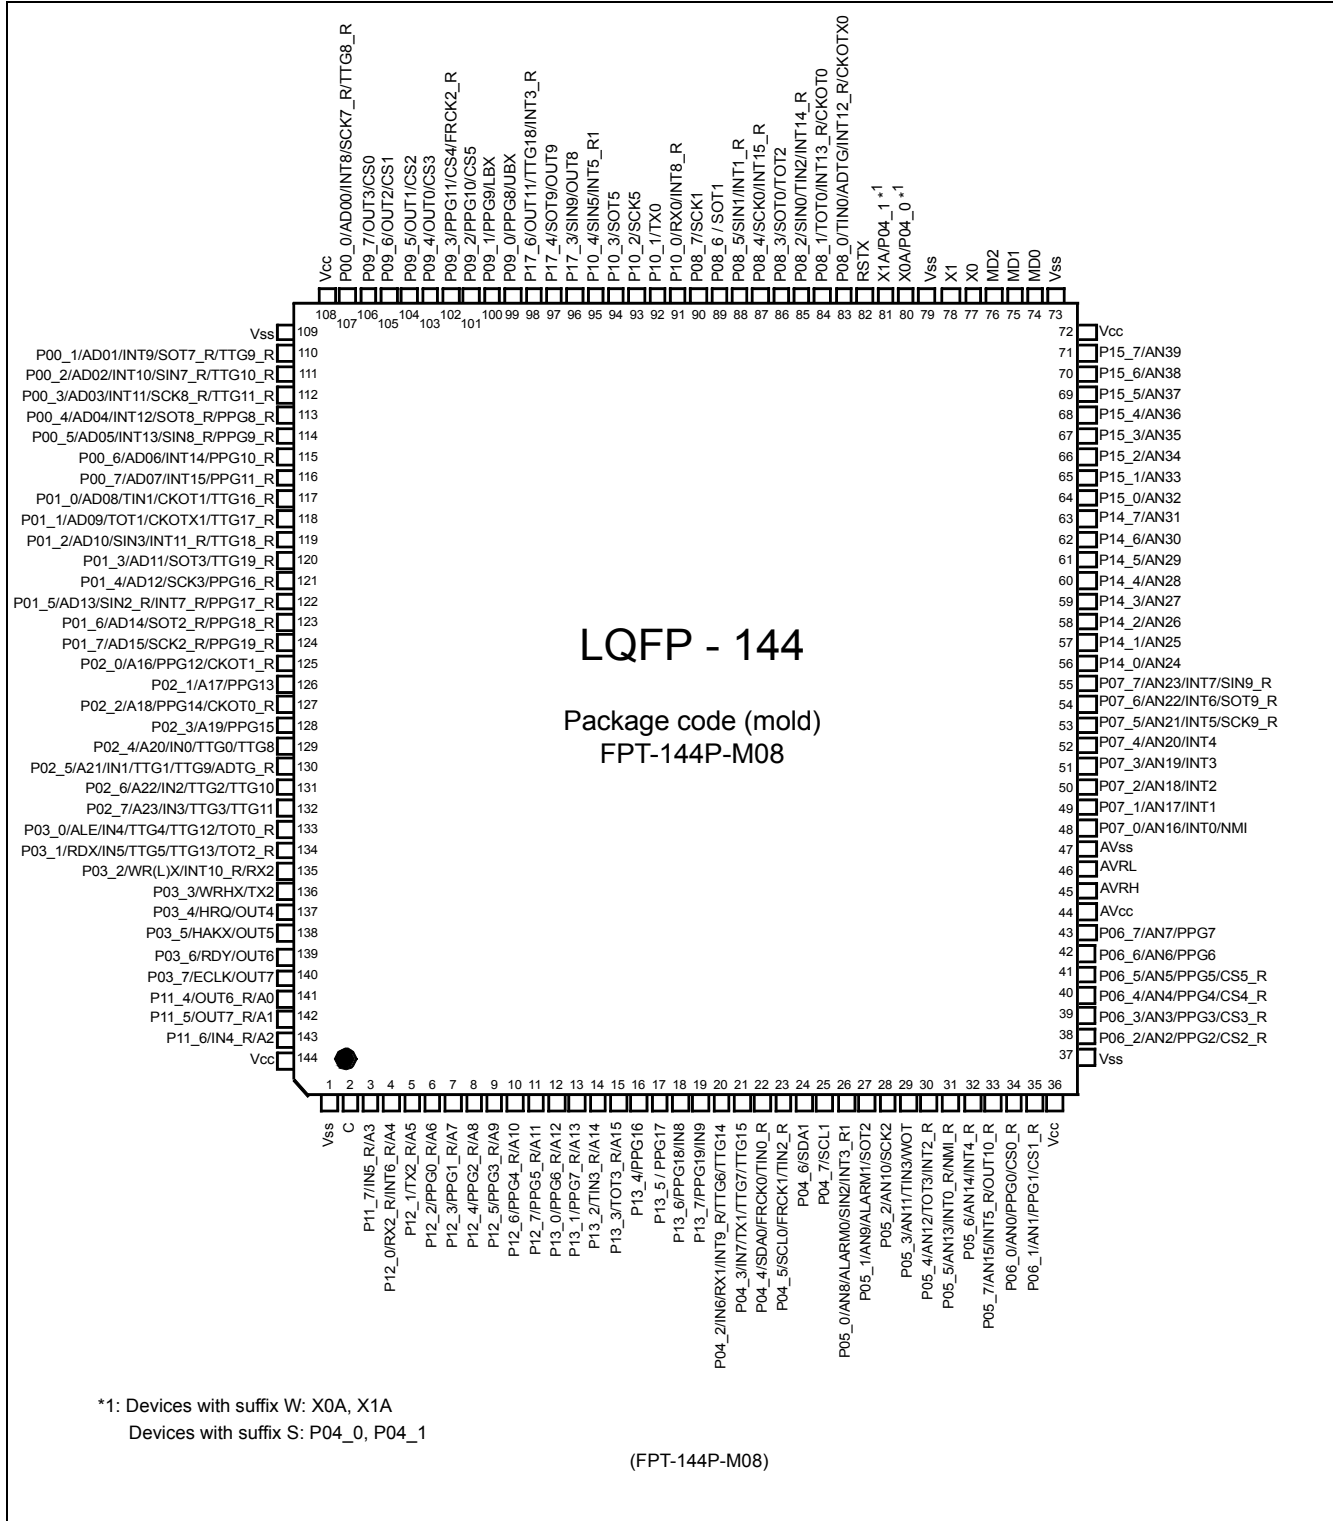 Vcc
P00_0/AD00/INT8/SCK7_R/TTG8_R
P09_7/OUT3/CS0
P09_6/OUT2/CS1
P09_5/OUT1/CS2
P09_4/OUT0/CS3
P09_3/PPG11/CS4/FRCK2_R
P09_2/PPG10/CS5
P09_1/PPG9/LBX
P09_0/PPG8/UBX
P17_6/OUT11/TTG18/INT3_R
P17_4/SOT9/OUT9
P17_3/SIN9/OUT8
P10_4/SIN5/INT5_R1
P10_3/SOT5
P10_2/SCK5
P10_1/TX0
P10_0/RX0/INT8_R
P08_7/SCK1
P08_6 / SOT1
P08_5/SIN1/INT1_R
P08_4/SCK0/INT15_R
P08_3/SOT0/TOT2
P08_2/SIN0/TIN2/INT14_R
P08_1/TOT0/INT13_R/CKOT0
P08_0/TIN0/ADTG/INT12_R/CKOTX0
RSTX
X1A/P04_1 *1
X0A/P04_0 *1
Vss
X1
X0
MD2
MD1
MD0
Vss
108 107 106 105 104 103 102 101 100 99 98 97 96 95 94 93 92 91 90 89 88 87 86 85 84 83 82 81 80 79 78 77 76 75 74 73
Vss 109
P00_1/AD01/INT9/SOT7_R/TTG9_R 110
P00_2/AD02/INT10/SIN7_R/TTG10_R 111
P00_3/AD03/INT11/SCK8_R/TTG11_R 112
P00_4/AD04/INT12/SOT8_R/PPG8_R 113
P00_5/AD05/INT13/SIN8_R/PPG9_R 114
P00_6/AD06/INT14/PPG10_R 115
P00_7/AD07/INT15/PPG11_R 116
P01_0/AD08/TIN1/CKOT1/TTG16_R 117
P01_1/AD09/TOT1/CKOTX1/TTG17_R 118
P01_2/AD10/SIN3/INT11_R/TTG18_R 119
P01_3/AD11/SOT3/TTG19_R 120
P01_4/AD12/SCK3/PPG16_R 121
P01_5/AD13/SIN2_R/INT7_R/PPG17_R 122
P01_6/AD14/SOT2_R/PPG18_R 123
P01_7/AD15/SCK2_R/PPG19_R 124
P02_0/A16/PPG12/CKOT1_R 125
P02_1/A17/PPG13 126
P02_2/A18/PPG14/CKOT0_R 127
P02_3/A19/PPG15 128
P02_4/A20/IN0/TTG0/TTG8 129
P02_5/A21/IN1/TTG1/TTG9/ADTG_R 130
P02_6/A22/IN2/TTG2/TTG10 131
P02_7/A23/IN3/TTG3/TTG11 132
P03_0/ALE/IN4/TTG4/TTG12/TOT0_R 133
P03_1/RDX/IN5/TTG5/TTG13/TOT2_R 134
P03_2/WR(L)X/INT10_R/RX2 135
P03_3/WRHX/TX2 136
P03_4/HRQ/OUT4 137
P03_5/HAKX/OUT5 138
P03_6/RDY/OUT6 139
P03_7/ECLK/OUT7 140
P11_4/OUT6_R/A0 141
P11_5/OUT7_R/A1 142
P11_6/IN4_R/A2 143
Vcc 144
LQFP - 144
Package code (mold)
FPT-144P-M08
72 Vcc
71 P15_7/AN39
70 P15_6/AN38
69 P15_5/AN37
68 P15_4/AN36
67 P15_3/AN35
66 P15_2/AN34
65 P15_1/AN33
64 P15_0/AN32
63 P14_7/AN31
62 P14_6/AN30
61 P14_5/AN29
60 P14_4/AN28
59 P14_3/AN27
58 P14_2/AN26
57 P14_1/AN25
56 P14_0/AN24
55 P07_7/AN23/INT7/SIN9_R
54 P07_6/AN22/INT6/SOT9_R
53 P07_5/AN21/INT5/SCK9_R
52 P07_4/AN20/INT4
51 P07_3/AN19/INT3
50 P07_2/AN18/INT2
49 P07_1/AN17/INT1
48 P07_0/AN16/INT0/NMI
47 AVss
46 AVRL
45 AVRH
44 AVcc
43 P06_7/AN7/PPG7
42 P06_6/AN6/PPG6
41 P06_5/AN5/PPG5/CS5_R
40 P06_4/AN4/PPG4/CS4_R
39 P06_3/AN3/PPG3/CS3_R
38 P06_2/AN2/PPG2/CS2_R
37 Vss
1 2 3 4 5 6 7 8 9 10 11 12 13 14 15 16 17 18 19 20 21 22 23 24 25 26 27 28 29 30 31 32 33 34 35 36
Vss
C
P11_7/IN5_R/A3
P12_0/RX2_R/INT6_R/A4
P12_1/TX2_R/A5
P12_2/PPG0_R/A6
P12_3/PPG1_R/A7
P12_4/PPG2_R/A8
P12_5/PPG3_R/A9
P12_6/PPG4_R/A10
P12_7/PPG5_R/A11
P13_0/PPG6_R/A12
P13_1/PPG7_R/A13
P13_2/TIN3_R/A14
P13_3/TOT3_R/A15
P13_4/PPG16
P13_5 / PPG17
P13_6/PPG18/IN8
P13_7/PPG19/IN9
P04_2/IN6/RX1/INT9_R/TTG6/TTG14
P04_3/IN7/TX1/TTG7/TTG15
P04_4/SDA0/FRCK0/TIN0_R
P04_5/SCL0/FRCK1/TIN2_R
P04_6/SDA1
P04_7/SCL1
P05_0/AN8/ALARM0/SIN2/INT3_R1
P05_1/AN9/ALARM1/SOT2
P05_2/AN10/SCK2
P05_3/AN11/TIN3/WOT
P05_4/AN12/TOT3/INT2_R
P05_5/AN13/INT0_R/NMI_R
P05_6/AN14/INT4_R
P05_7/AN15/INT5_R/OUT10_R
P06_0/AN0/PPG0/CS0_R
P06_1/AN1/PPG1/CS1_R
Vcc
*1: Devices with suffix W: X0A, X1A
Devices with suffix S: P04_0, P04_1
(FPT-144P-M08)